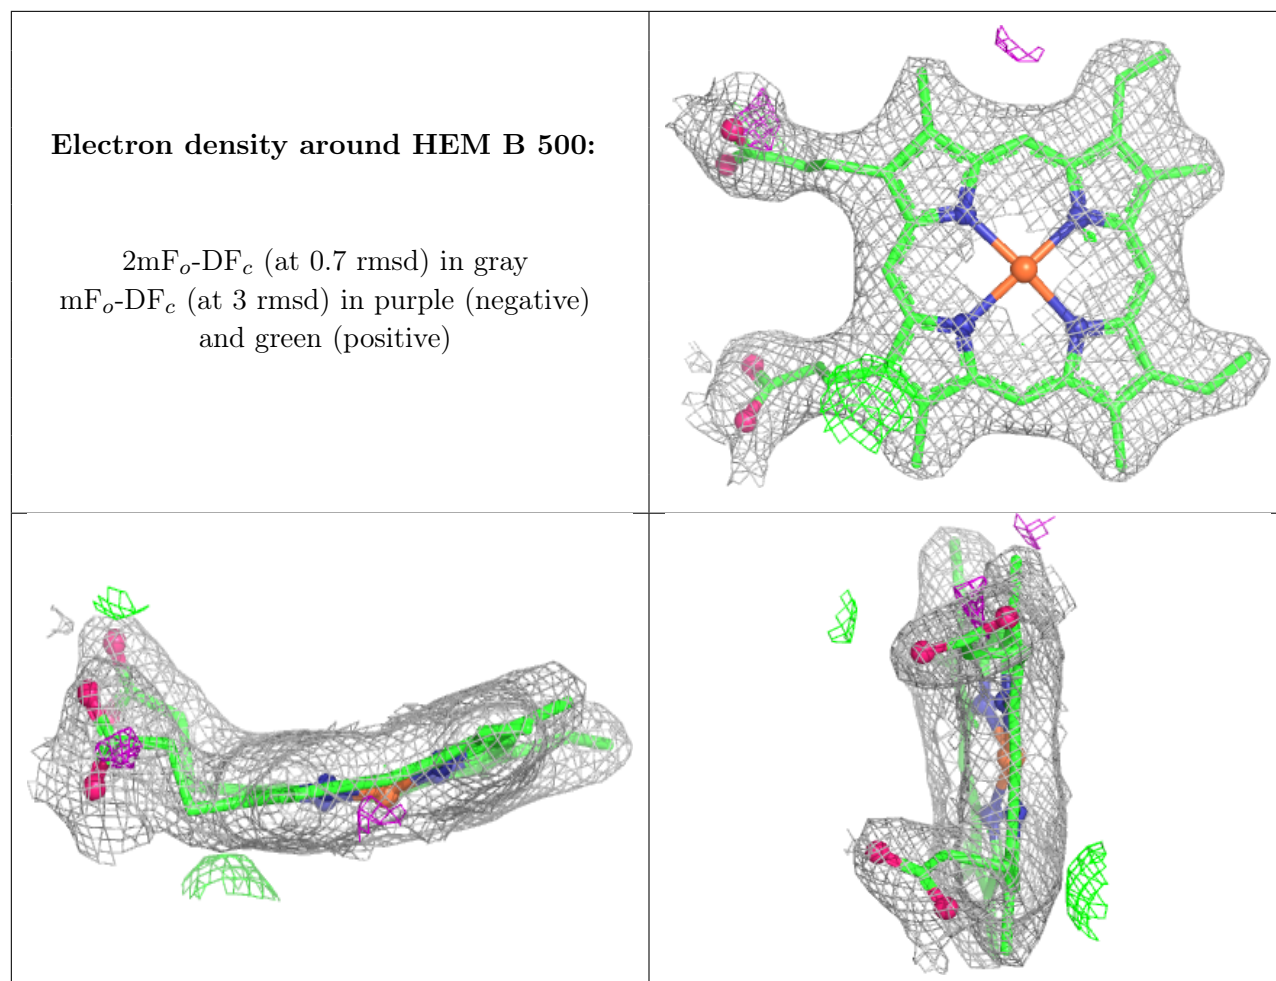 Electron density around HEM B 500:
2mFo-DFc (at 0.7 rmsd) in gray
mFo-DFc (at 3 rmsd) in purple (negative)
and green (positive)